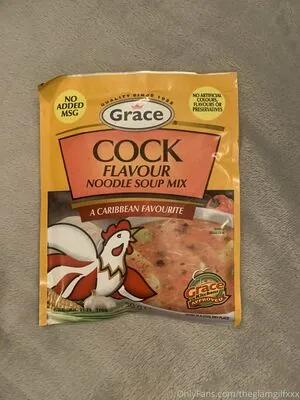 QUALITY SINCE 1922
Grace
NO
ADDED
MSG
NO ARTIFICIAL
COLOURS,
FLAVOURS OR
PRESERVATIVES
COCK
FLAVOUR
NOODLE SOUP MIX
A CARIBBEAN FAVOURITE
Grace
APPROVED
OnlyFans.com/theglamgilfxxx